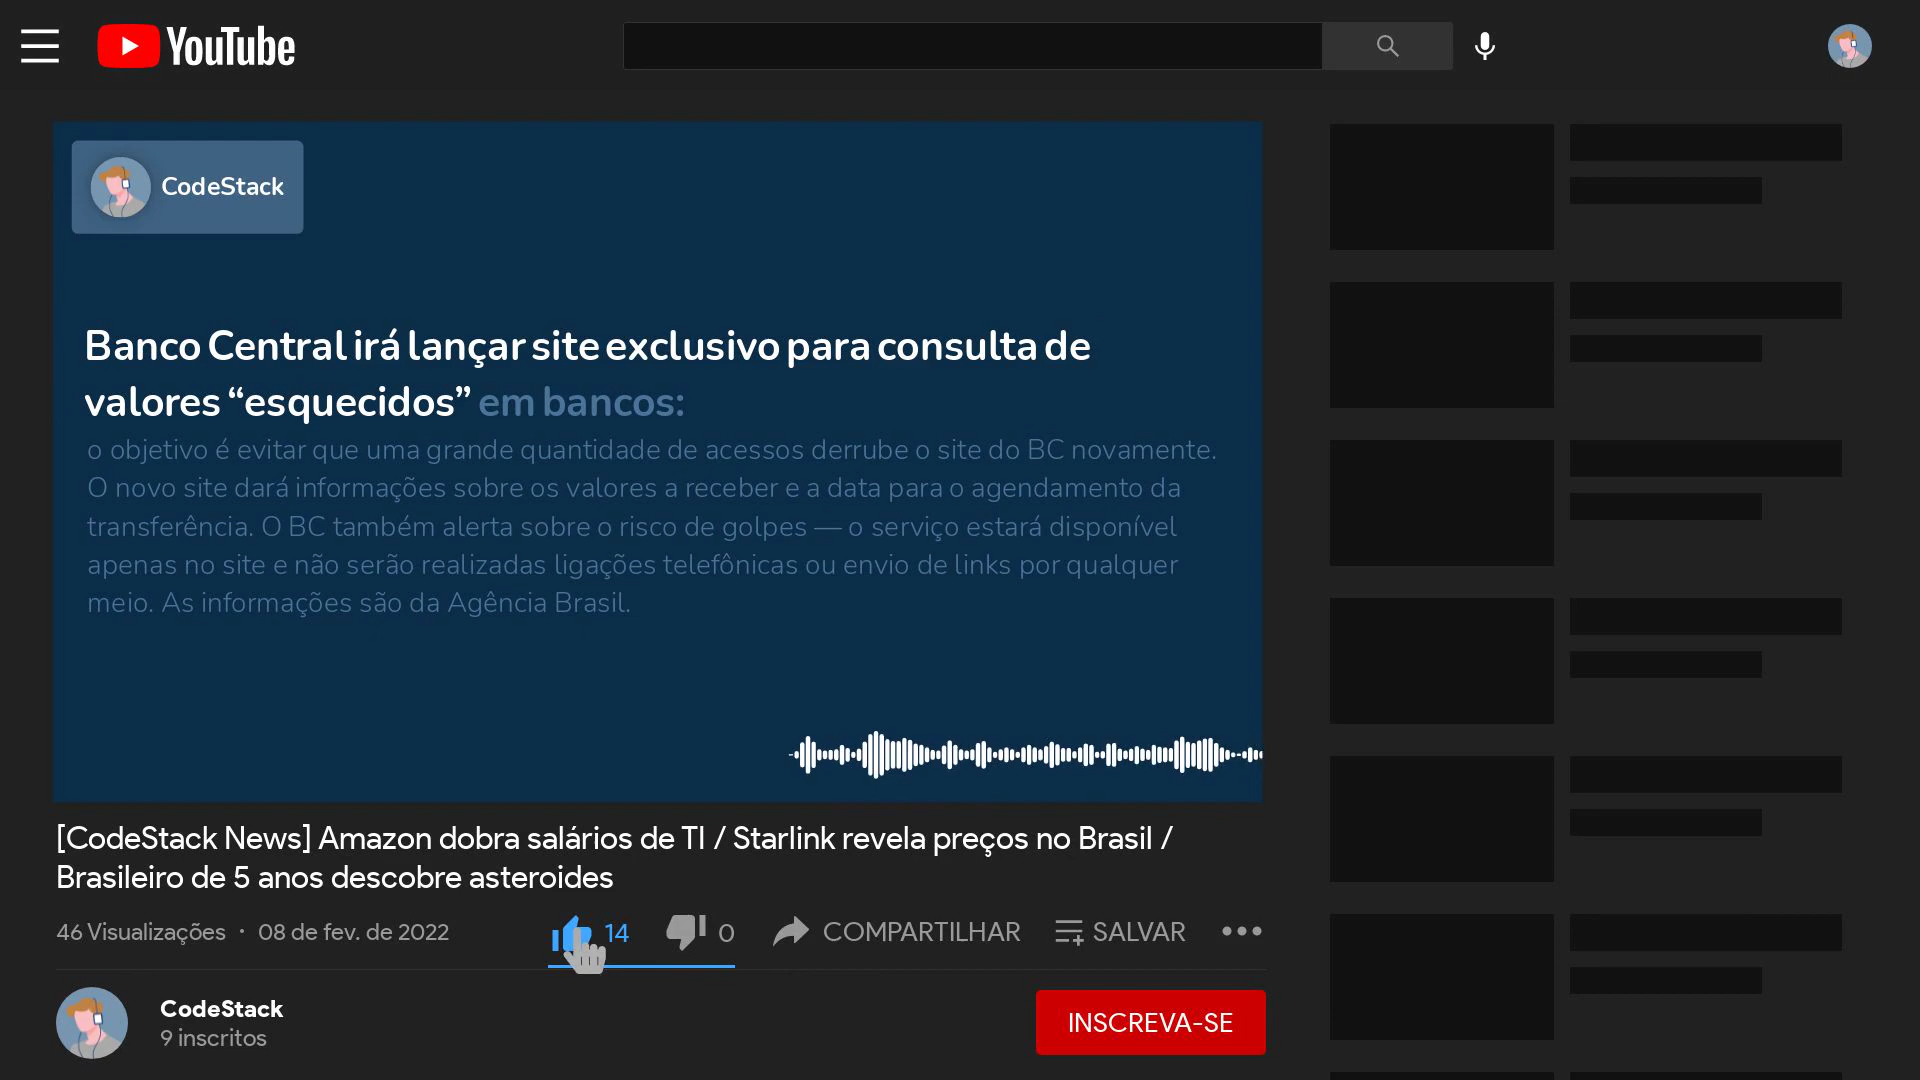 YouTube
CodeStack
Banco Central irá lançar site exclusivo para consulta de
valores “esquecidos” em bancos:
o objetivo é evitar que uma grande quantidade de acessos derrube o site do BC novamente.
O novo site dará informações sobre os valores a receber e a data para o agendamento da
transferência. O BC também alerta sobre o risco de golpes — o serviço estará disponível
apenas no site e não serão realizadas ligações telefônicas ou envio de links por qualquer
meio. As informações são da Agência Brasil.
[CodeStack News] Amazon dobra salários de TI / Starlink revela preços no Brasil /
Brasileiro de 5 anos descobre asteroides
46 Visualizações • 08 de fev. de 2022 14 0 COMPARTILHAR SALVAR
CodeStack
9 inscritos
INSCREVA-SE